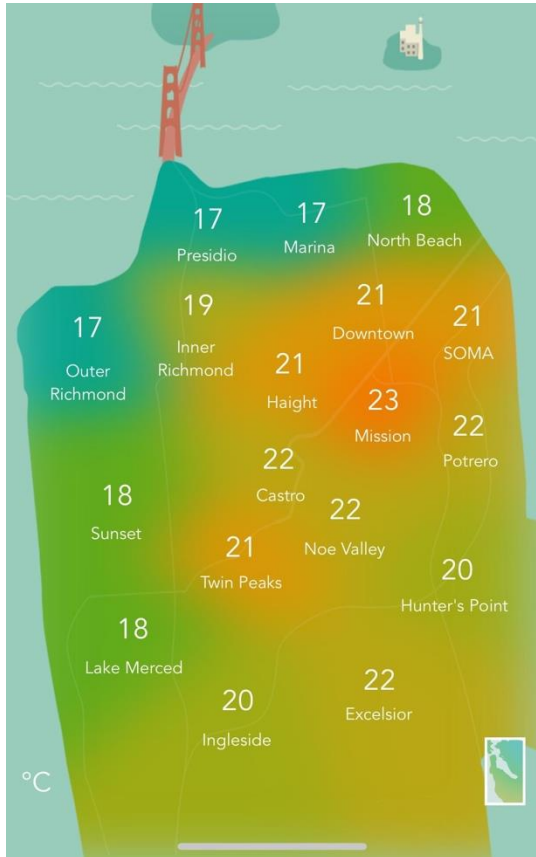 17
Presidio
17
Marina
18
North Beach
17
Outer
Richmond
19
Inner
Richmond
21
Downtown
21
SOMA
21
Haight
23
Mission
22
Potrero
22
Castro
18
Sunset
22
Noe Valley
21
Twin Peaks
20
Hunter's Point
18
Lake Merced
20
Ingleside
22
Excelsior
°C